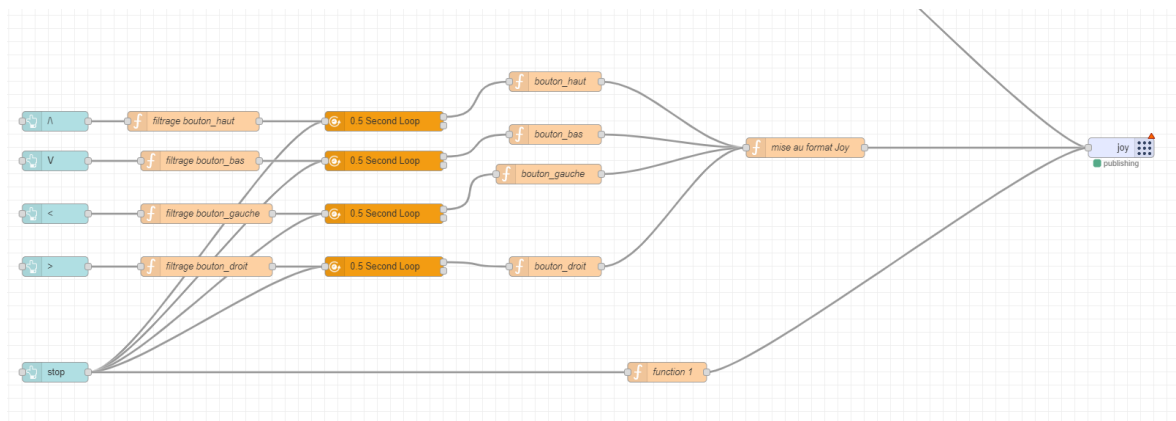 bouton_haut
/\ filtrage bouton_haut 0.5 Second Loop
bouton_bas
mise au format Joy
joy
\/ filtrage bouton_bas 0.5 Second Loop
publishing
bouton_gauche
< filtrage bouton_gauche 0.5 Second Loop
> filtrage bouton_droit 0.5 Second Loop bouton_droit
stop function 1